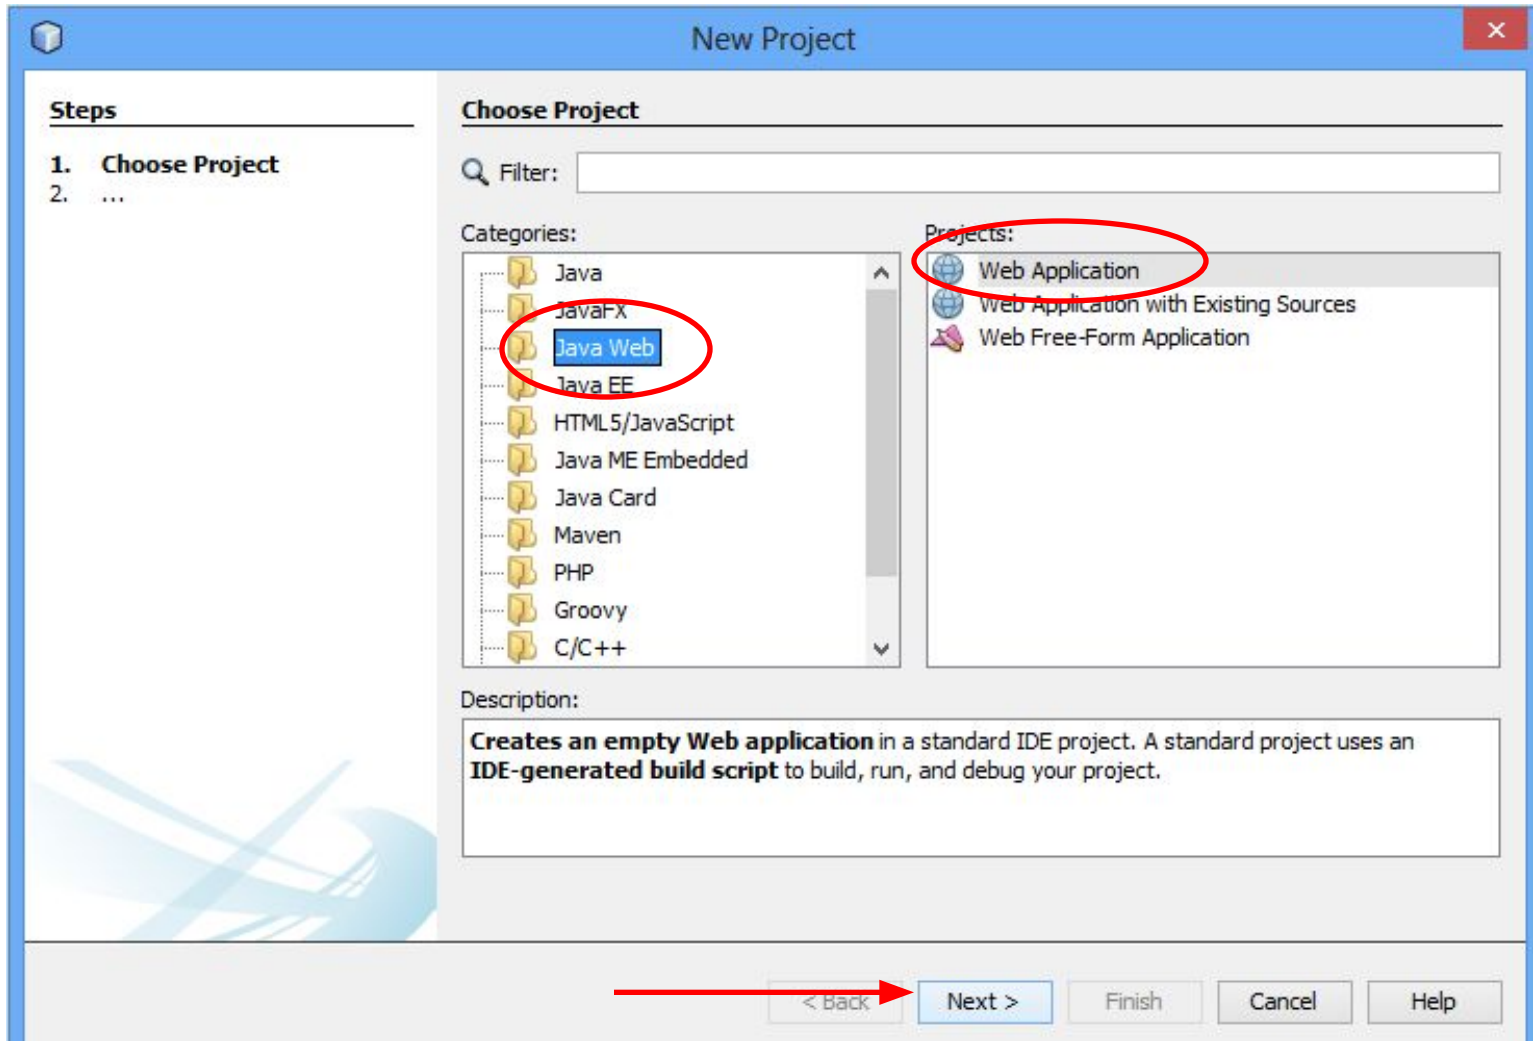 New Project
Steps
1. Choose Project
2. ...
Choose Project
Filter:
Categories:
Java
JavaFX
Java Web
Java EE
HTML5/JavaScript
Java ME Embedded
Java Card
Maven
PHP
Groovy
C/C++
Projects:
Web Application
Web Application with Existing Sources
Web Free-Form Application
Description:
Creates an empty Web application in a standard IDE project. A standard project uses an
IDE-generated build script to build, run, and debug your project.
< Back
Next >
Finish
Cancel
Help